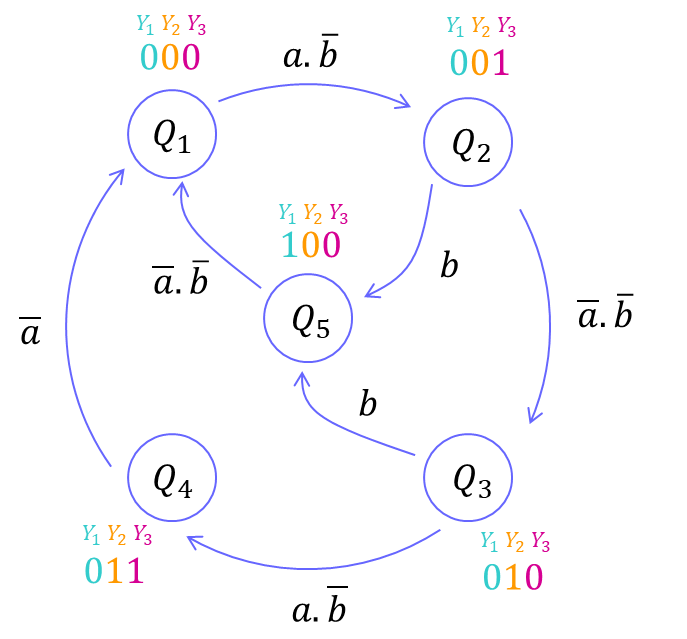 Y₁ Y₂ Y₃
000
a.b̅
Y₁ Y₂ Y₃
001
Q₁
Q₂
Y₁ Y₂ Y₃
100
a̅.b̅
b
Q₅
a̅.b̅
a̅
b
Q₄
Q₃
Y₁ Y₂ Y₃
011
Y₁ Y₂ Y₃
010
a.b̅